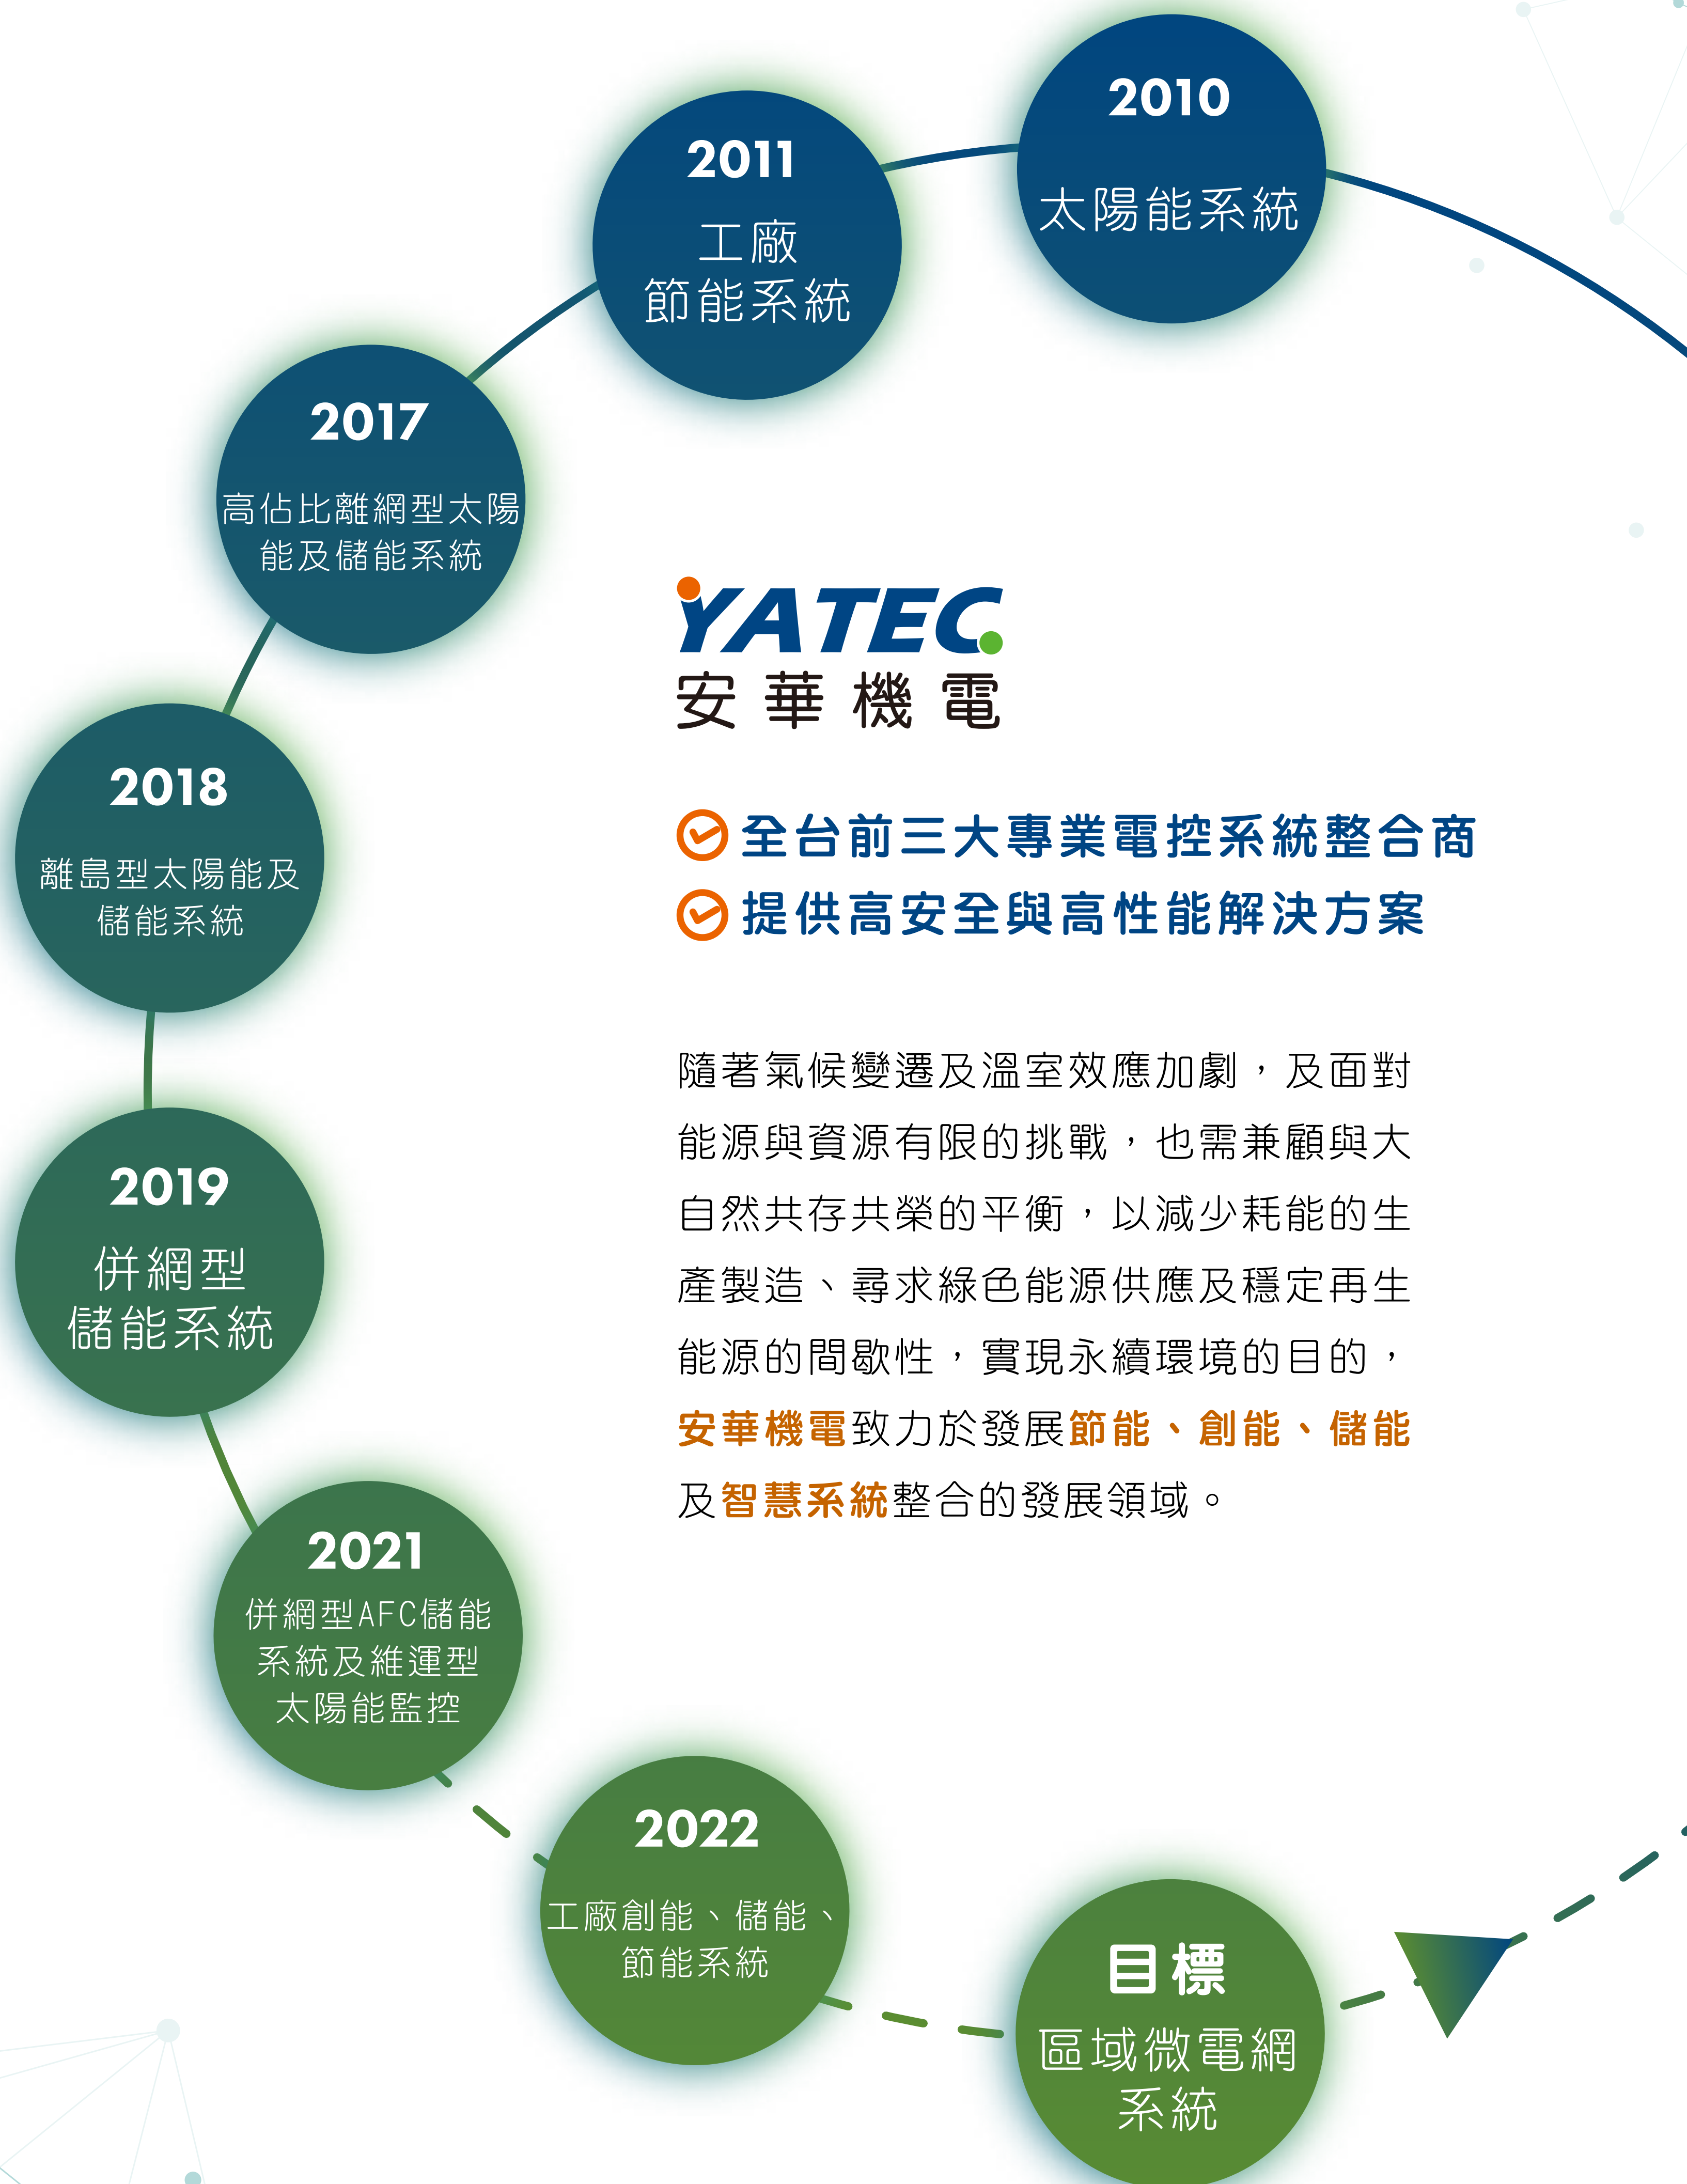 2010
太陽能系統
2011
工廠
節能系統
2017
高佔比離網型太陽
能及儲能系統
2018
離島型太陽能及
儲能系統
2019
併網型
儲能系統
2021
併網型AFC儲能
系統及維運型
太陽能監控
2022
工廠創能、儲能、
節能系統
目標
區域微電網
系統
YATEC
安華機電
全台前三大專業電控系統整合商
提供高安全與高性能解決方案
隨著氣候變遷及溫室效應加劇，及面對
能源與資源有限的挑戰，也需兼顧與大
自然共存共榮的平衡，以減少耗能的生
產製造、尋求綠色能源供應及穩定再生
能源的間歇性，實現永續環境的目的，
安華機電致力於發展節能、創能、儲能
及智慧系統整合的發展領域。